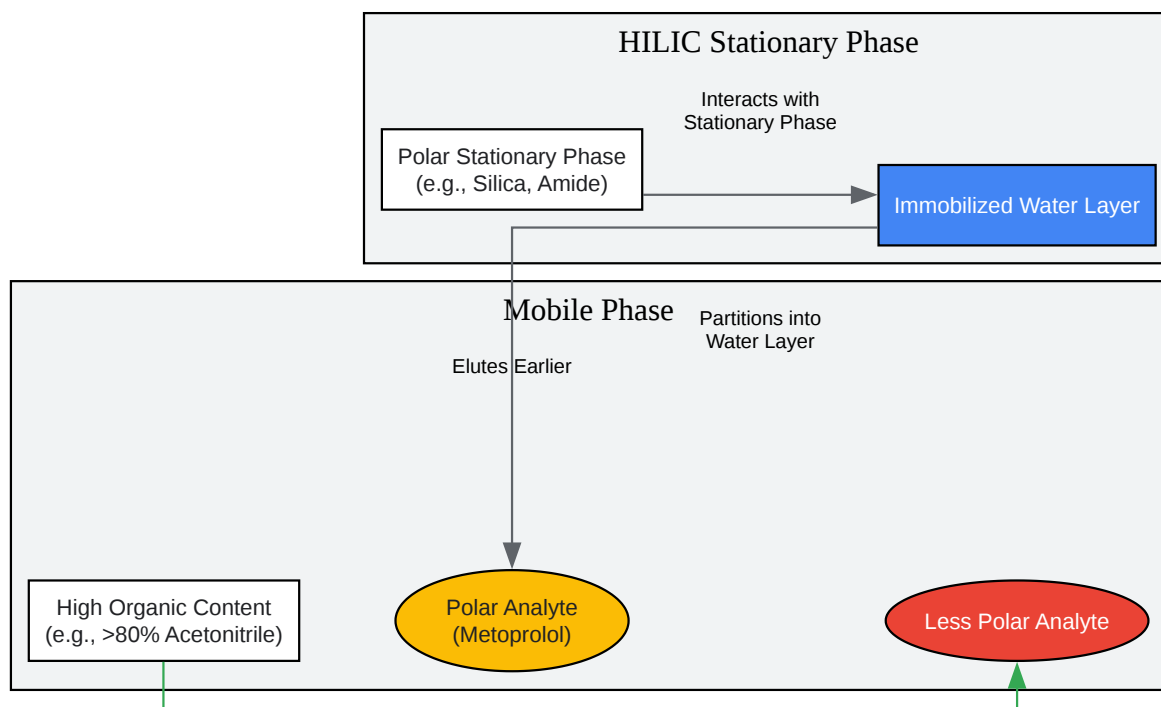 HILIC Stationary Phase
Interacts with
Stationary Phase
Polar Stationary Phase
(e.g., Silica, Amide)
Immobilized Water Layer
Mobile Phase
Partitions into
Water Layer
Elutes Earlier
High Organic Content
(e.g., >80% Acetonitrile)
Polar Analyte
(Metoprolol)
Less Polar Analyte